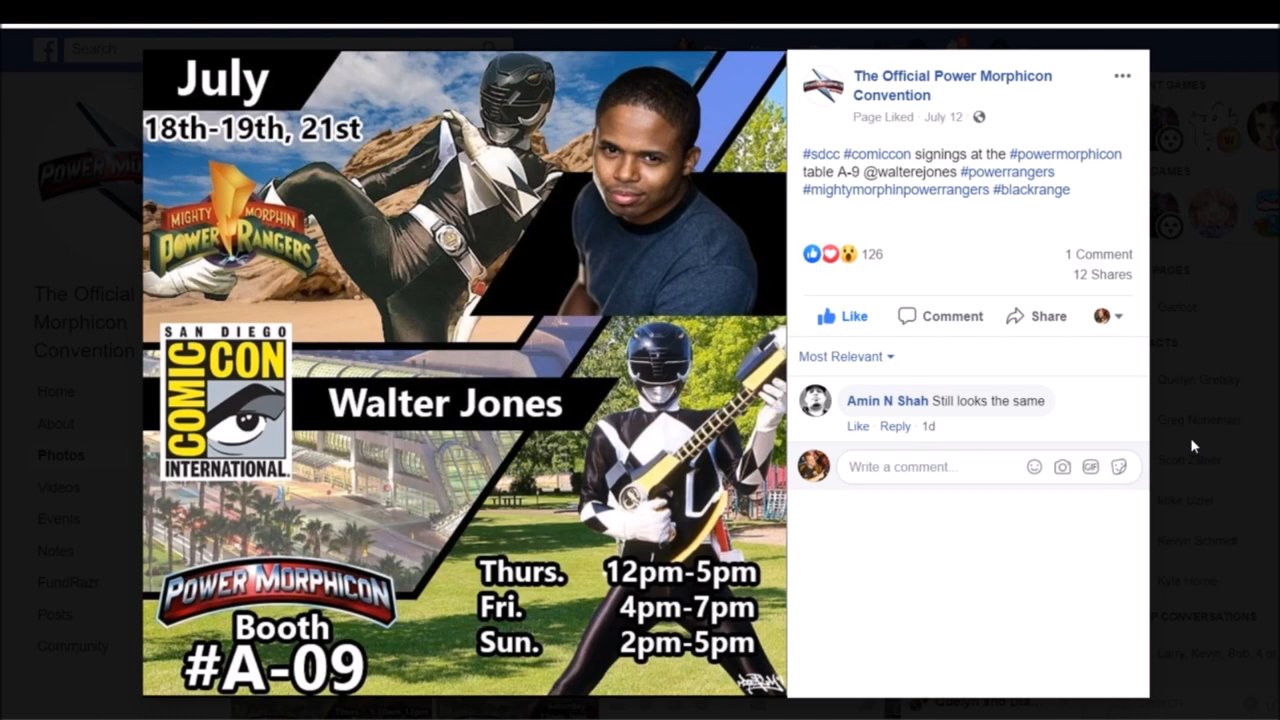 Search
July
18th-19th, 21st
MIGHTY MORPHIN
POWER RANGERS
SAN DIEGO
COMIC CON
INTERNATIONAL
Walter Jones
POWER MORPHICON
Booth
#A-09
Thurs. 12pm-5pm
Fri. 4pm-7pm
Sun. 2pm-5pm
The Official Power Morphicon
Convention
Page Liked · July 12 ·
#sdcc #comiccon signings at the #powermorphicon
table A-9 @walterejones #powerrangers
#mightymorphinpowerrangers #blackrange
126
1 Comment
12 Shares
Like Comment Share
Most Relevant
Amin N Shah Still looks the same
Like · Reply · 1d
Write a comment...
GIF
The Official
Morphicon
Convention
Home
About
Photos
Videos
Events
Notes
FundRazr
Posts
Community